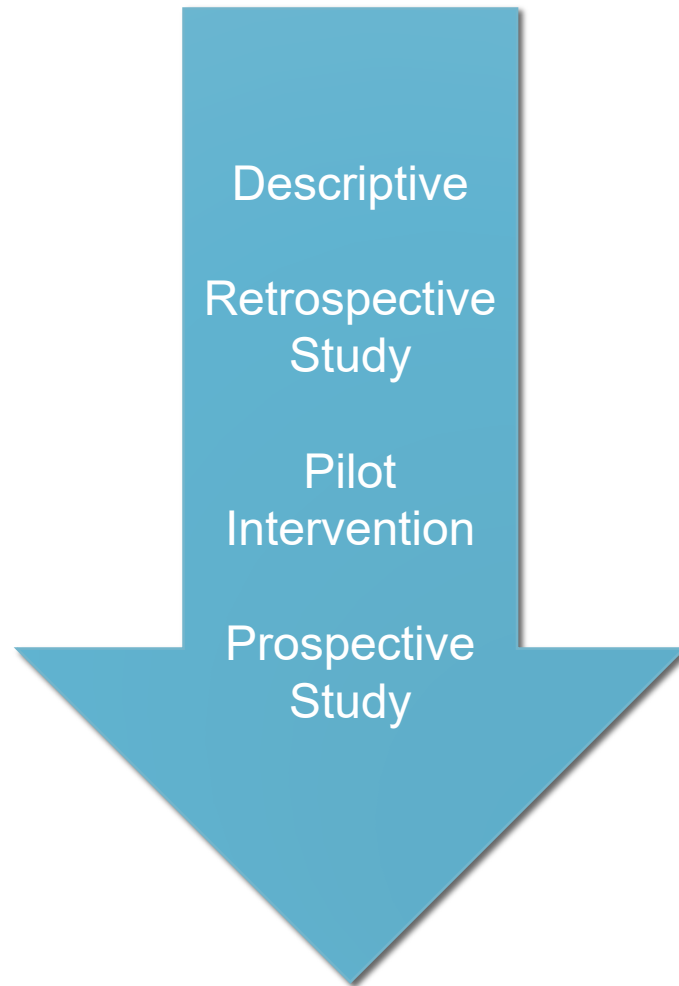 Descriptive
Retrospective
Study
Pilot
Intervention
Prospective
Study